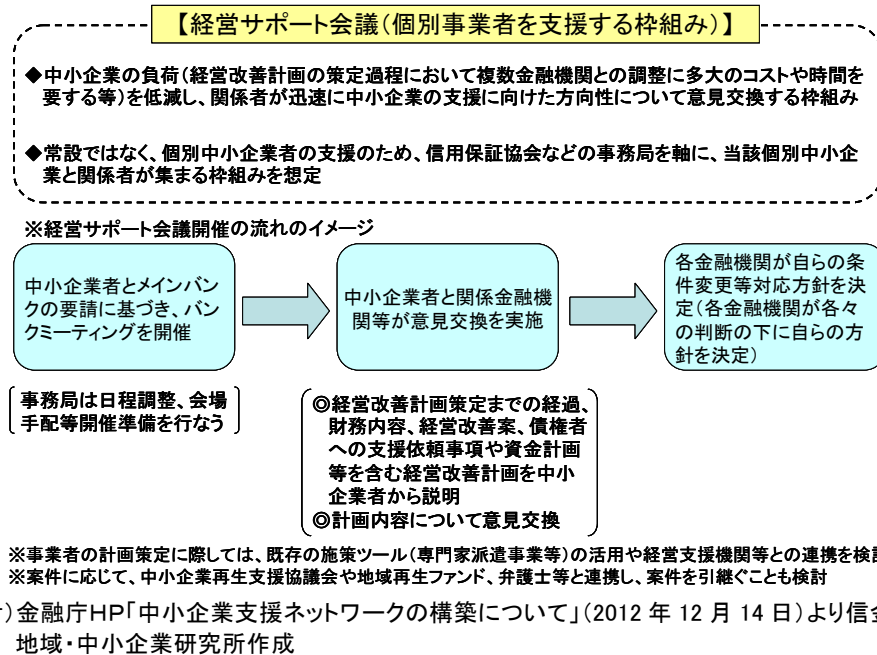 【経営サポート会議(個別事業者を支援する枠組み)】
◆中小企業の負荷(経営改善計画の策定過程において複数金融機関との調整に多大のコストや時間を
要する等)を低減し、関係者が迅速に中小企業の支援に向けた方向性について意見交換する枠組み
◆常設ではなく、個別中小企業者の支援のため、信用保証協会などの事務局を軸に、当該個別中小企
業と関係者が集まる枠組みを想定
※経営サポート会議開催の流れのイメージ
中小企業者とメインバン
クの要請に基づき、バン
クミーティングを開催
中小企業者と関係金融機
関等が意見交換を実施
各金融機関が自らの条
件変更等対応方針を決
定(各金融機関が各々
の判断の下に自らの方
針を決定)
事務局は日程調整、会場
手配等開催準備を行なう
◎経営改善計画策定までの経過、
財務内容、経営改善案、債権者
への支援依頼事項や資金計画
等を含む経営改善計画を中小
企業者から説明
◎計画内容について意見交換
※事業者の計画策定に際しては、既存の施策ツール(専門家派遣事業等)の活用や経営支援機関等との連携を検討
※案件に応じて、中小企業再生支援協議会や地域再生ファンド、弁護士等と連携し、案件を引継ぐことも検討
)金融庁HP「中小企業支援ネットワークの構築について」(2012 年 12 月 14 日)より信金
地域・中小企業研究所作成